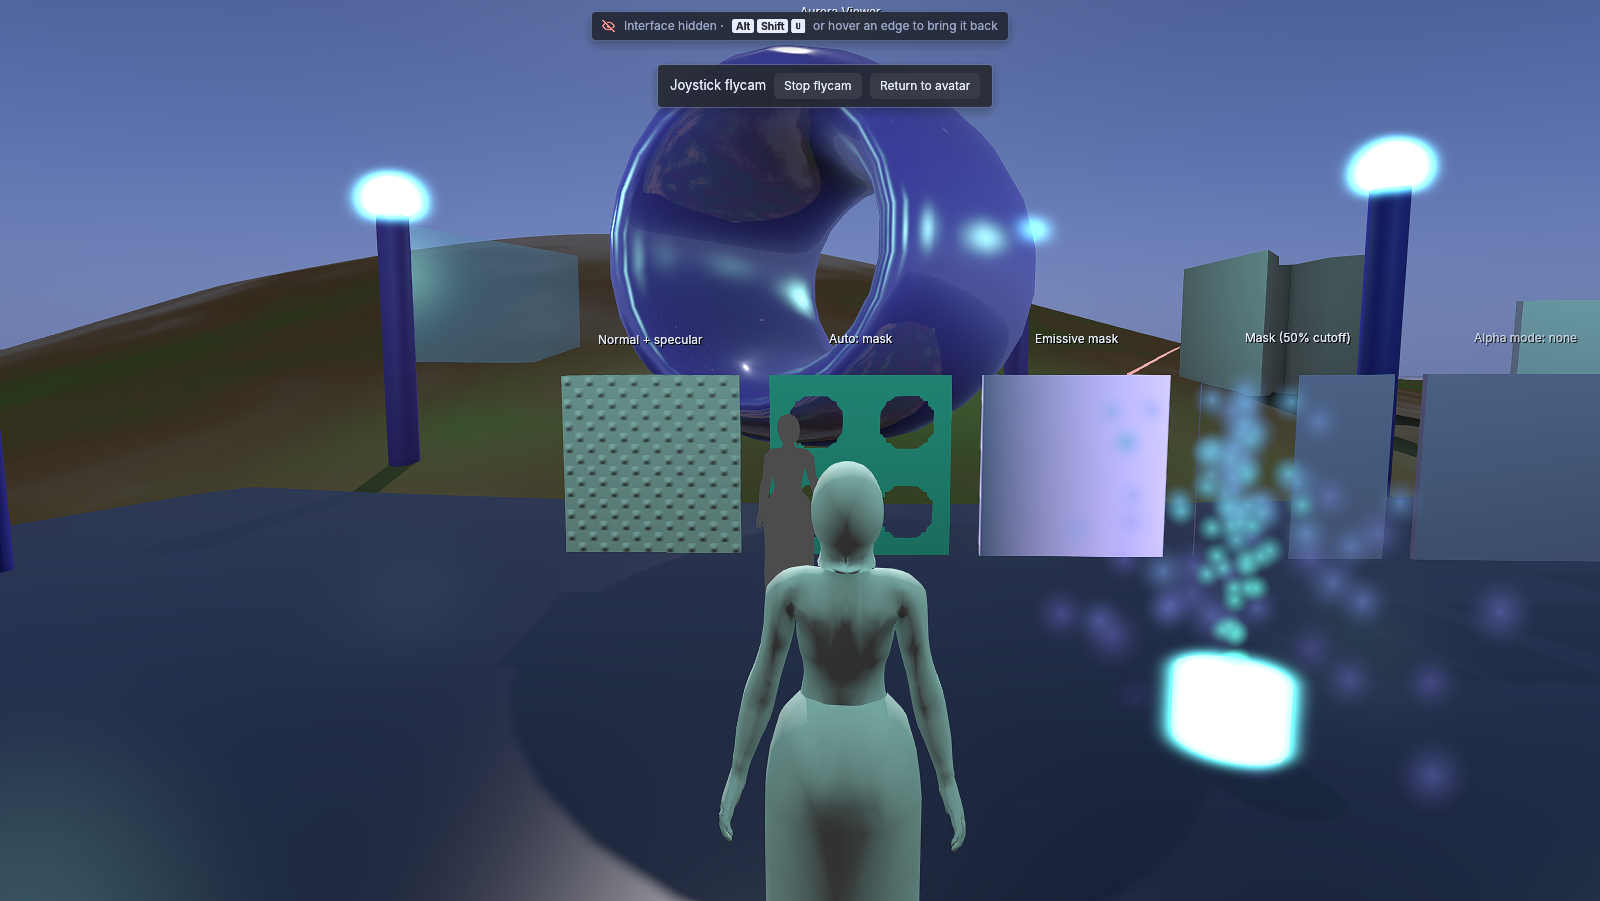 Aurora Viewer
Interface hidden · Alt Shift U or hover an edge to bring it back
Joystick flycam Stop flycam Return to avatar
Normal + specular
Auto: mask
Emissive mask
Mask (50% cutoff)
Alpha mode: none